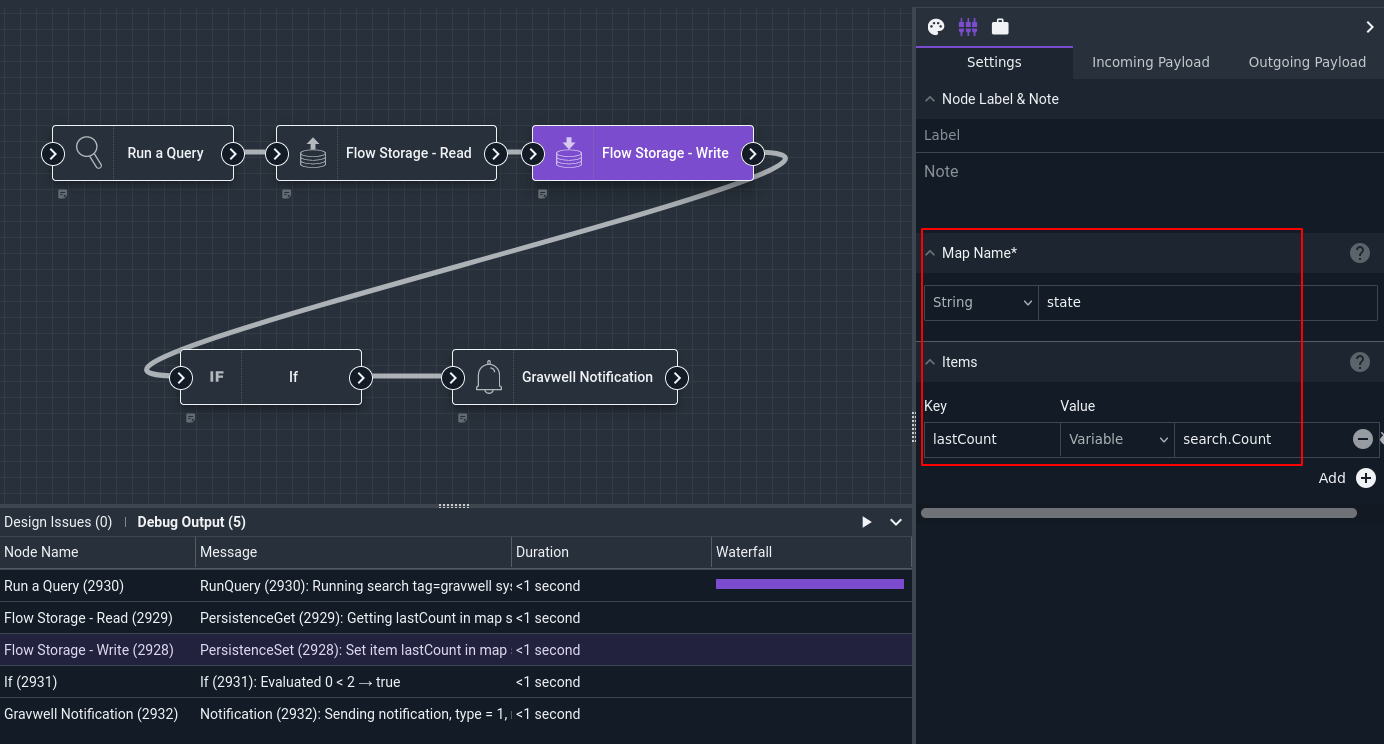 Settings
Incoming Payload
Outgoing Payload
Node Label & Note
Label
Note
Run a Query
Flow Storage - Read
Flow Storage - Write
Map Name*
String
state
Items
Key
Value
lastCount
Variable
search.Count
Add
IF
If
Gravwell Notification
Design Issues (0)
Debug Output (5)
Node Name
Message
Duration
Waterfall
Run a Query (2930)
RunQuery (2930): Running search tag=gravwell sys
<1 second
Flow Storage - Read (2929)
PersistenceGet (2929): Getting lastCount in map s
<1 second
Flow Storage - Write (2928)
PersistenceSet (2928): Set item lastCount in map
<1 second
If (2931)
If (2931): Evaluated 0 < 2 → true
<1 second
Gravwell Notification (2932)
Notification (2932): Sending notification, type = 1,
<1 second